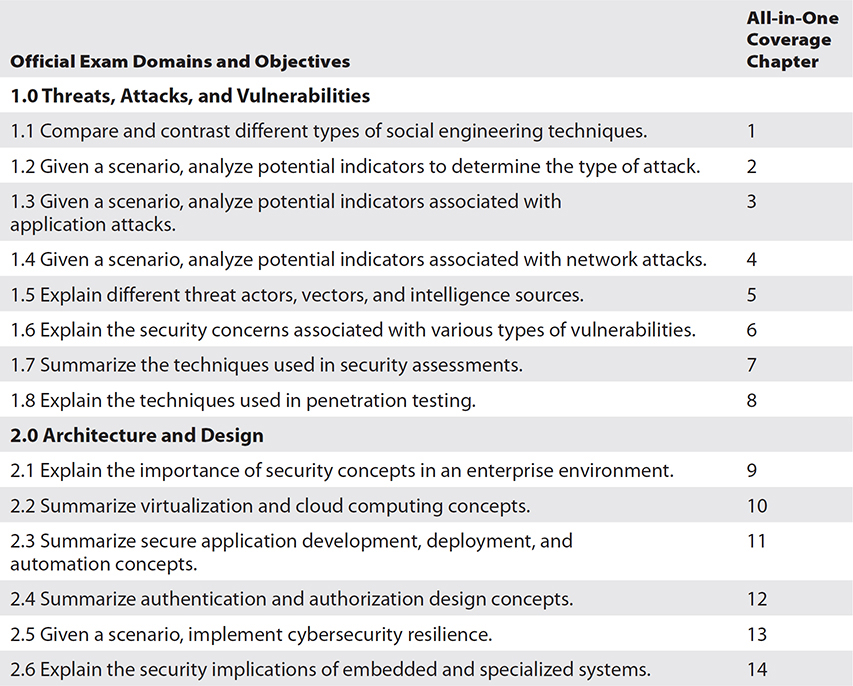 All-in-One
Coverage
Official Exam Domains and Objectives Chapter
1.0 Threats, Attacks, and Vulnerabilities
1.1 Compare and contrast different types of social engineering techniques. 1
1.2 Given a scenario, analyze potential indicators to determine the type of attack. 2
1.3 Given a scenario, analyze potential indicators associated with 3
application attacks.
1.4 Given a scenario, analyze potential indicators associated with network attacks. 4
1.5 Explain different threat actors, vectors, and intelligence sources. 5
1.6 Explain the security concerns associated with various types of vulnerabilities. 6
1.7 Summarize the techniques used in security assessments. 7
1.8 Explain the techniques used in penetration testing. 8
2.0 Architecture and Design
2.1 Explain the importance of security concepts in an enterprise environment. 9
2.2 Summarize virtualization and cloud computing concepts. 10
2.3 Summarize secure application development, deployment, and 11
automation concepts.
2.4 Summarize authentication and authorization design concepts. 12
2.5 Given a scenario, implement cybersecurity resilience. 13
2.6 Explain the security implications of embedded and specialized systems. 14